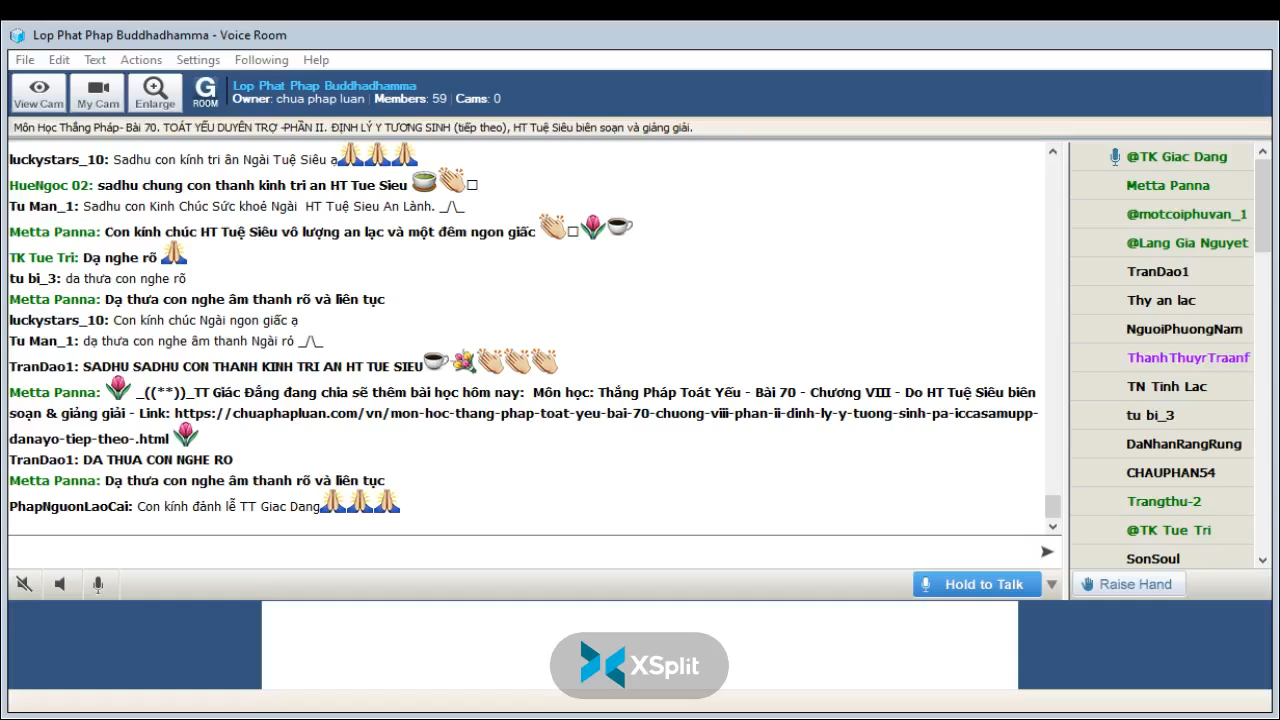 Lop Phat Phap Buddhadhamma - Voice Room
File Edit Text Actions Settings Following Help
View Cam My Cam Enlarge G ROOM
Lop Phat Phap Buddhadhamma
Owner: chua phap luan | Members: 59 | Cams: 0
Môn Học Thắng Pháp- Bài 70. TOÁT YẾU DUYÊN TRỢ -PHẦN II. ĐỊNH LÝ Y TƯƠNG SINH (tiếp theo), HT Tuệ Siêu biên soạn và giảng giải.
luckystars_10: Sadhu con kính tri ân Ngài Tuệ Siêu ạ
HueNgoc 02: sadhu chung con thanh kinh tri an HT Tue Sieu
Tu Man_1: Sadhu con Kinh Chúc Sức khoẻ Ngài HT Tuệ Sieu An Lành. _/\_
Metta Panna: Con kính chúc HT Tuệ Siêu vô lượng an lạc và một đêm ngon giấc
TK Tue Tri: Dạ nghe rõ
tu bi_3: da thưa con nghe rõ
Metta Panna: Dạ thưa con nghe âm thanh rõ và liên tục
luckystars_10: Con kính chúc Ngài ngon giấc ạ
Tu Man_1: dạ thưa con nghe âm thanh Ngài rỏ _/\_
TranDao1: SADHU SADHU CON THANH KINH TRI AN HT TUE SIEU
Metta Panna: _((**))_TT Giác Đẳng đang chia sẽ thêm bài học hôm nay: Môn học: Thắng Pháp Toát Yếu - Bài 70 - Chương VIII - Do HT Tuệ Siêu biên
soạn & giảng giải - Link: https://chuaphapluan.com/vn/mon-hoc-thang-phap-toat-yeu-bai-70-chuong-viii-phan-ii-dinh-ly-y-tuong-sinh-pa-iccasamupp-
danayo-tiep-theo-.html
TranDao1: DA THUA CON NGHE RO
Metta Panna: Dạ thưa con nghe âm thanh rõ và liên tục
PhapNguonLaoCai: Con kính đảnh lễ TT Giac Dang
@TK Giac Dang
Metta Panna
@motcoiphuvan_1
@Lang Gia Nguyet
TranDao1
Thy an lac
NguoiPhuongNam
ThanhThuyrTraanf
TN Tinh Lac
tu bi_3
DaNhanRangRung
CHAUPHAN54
Trangthu-2
@TK Tue Tri
SonSoul
Hold to Talk
Raise Hand
XSplit